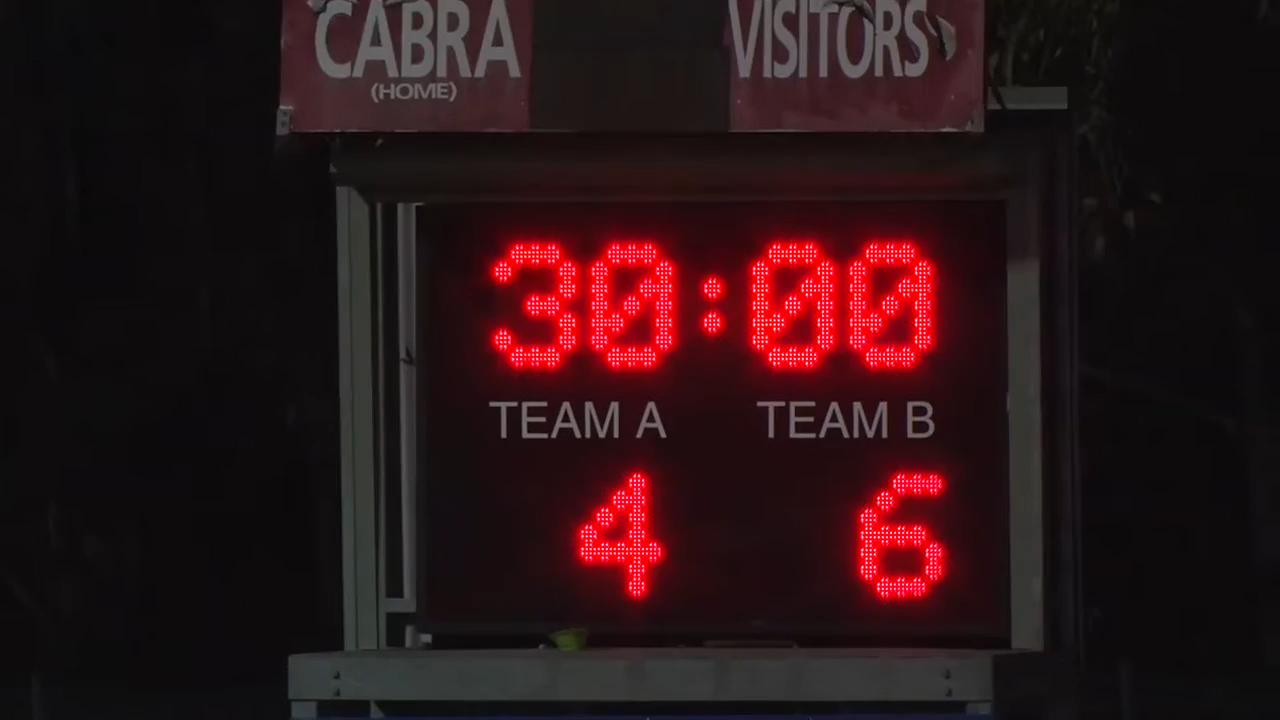 CABRA VISITORS
(HOME)
30:00
TEAM A TEAM B
4 6